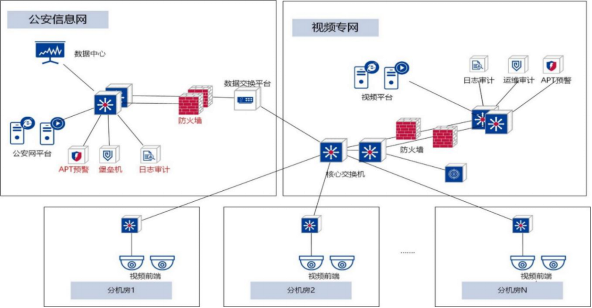 公安信息网
视频专网
数据中心
数据交换平台
防火墙
公安网平台
APT预警
堡垒机
日志审计
视频平台
日志审计
运维审计
APT预警
防火墙
核心交换机
视频前端
分机房1
视频前端
分机房2
......
视频前端
分机房N